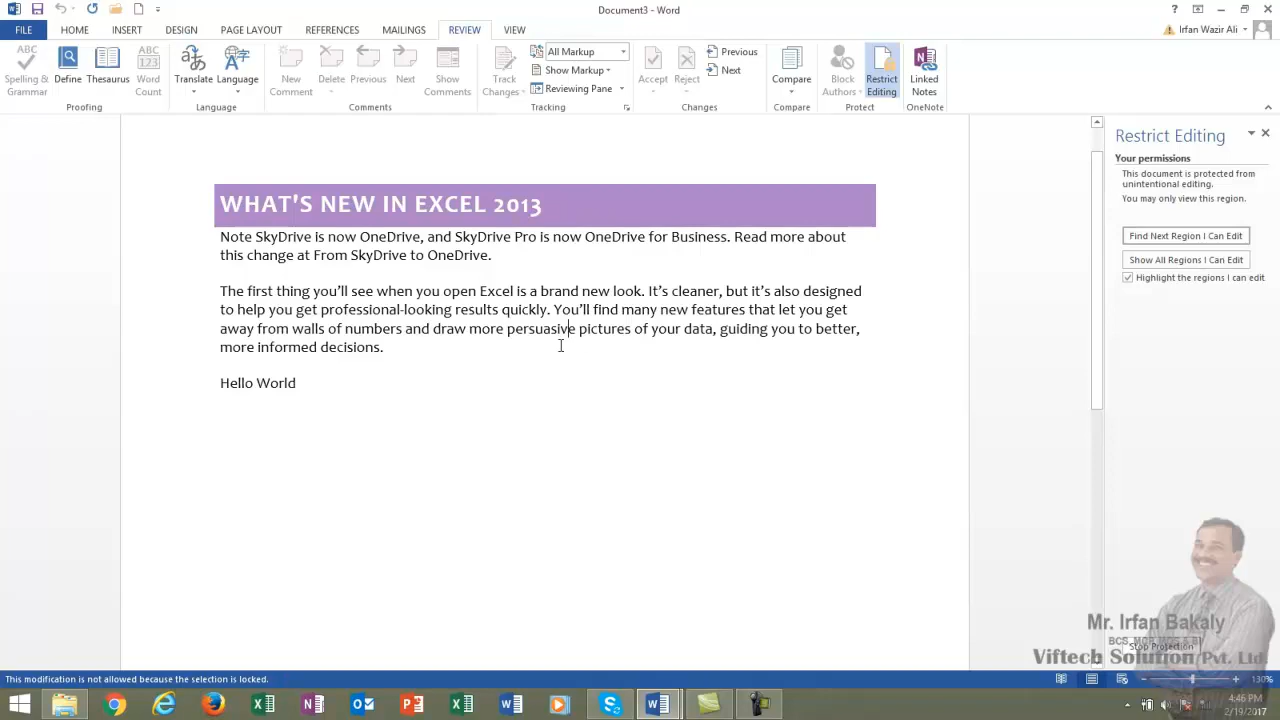 Document3 - Word
FILE HOME INSERT DESIGN PAGE LAYOUT REFERENCES MAILINGS REVIEW VIEW Irfan Wazir Ali
Spelling & Grammar
Define
Thesaurus
Word Count
Translate
Language
New Comment
Delete
Previous
Next
Show Comments
Track Changes
All Markup
Show Markup
Reviewing Pane
Accept
Reject
Previous
Next
Compare
Block Authors
Restrict Editing
Linked Notes
Proofing Language Comments Tracking Changes Compare Protect OneNote
WHAT'S NEW IN EXCEL 2013
Note SkyDrive is now OneDrive, and SkyDrive Pro is now OneDrive for Business. Read more about
this change at From SkyDrive to OneDrive.
The first thing you’ll see when you open Excel is a brand new look. It’s cleaner, but it’s also designed
to help you get professional-looking results quickly. You’ll find many new features that let you get
away from walls of numbers and draw more persuasive pictures of your data, guiding you to better,
more informed decisions.
Hello World
Restrict Editing
Your permissions
This document is protected from
unintentional editing.
You may only view this region.
Find Next Region I Can Edit
Show All Regions I Can Edit
Highlight the regions I can edit
Mr. Irfan Bakaly
Stop Protection
Viftech Solution Pvt. Ltd.
This modification is not allowed because the selection is locked.
130%
4:46 PM
2/19/2017